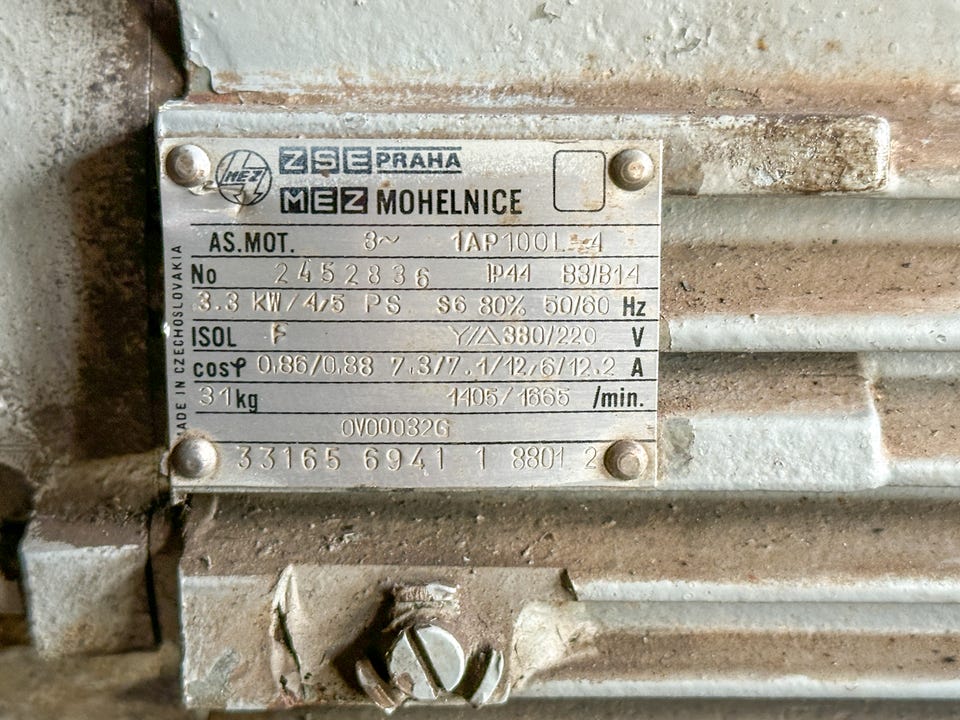 MEZ
ZSE PRAHA
MEZ MOHELNICE
AS.MOT. 3~ 1AP100L-4
No 2452836 IP44 B3/B14
3.3 kW/4,5 PS S6 80% 50/60 Hz
ISOL F Y/△380/220 V
cosφ 0,86/0,88 7,3/7.1/12,6/12.2 A
31kg 1405/1665 /min.
0V00032G
33165 6941 1 8801 2
MADE IN CZECHOSLOVAKIA